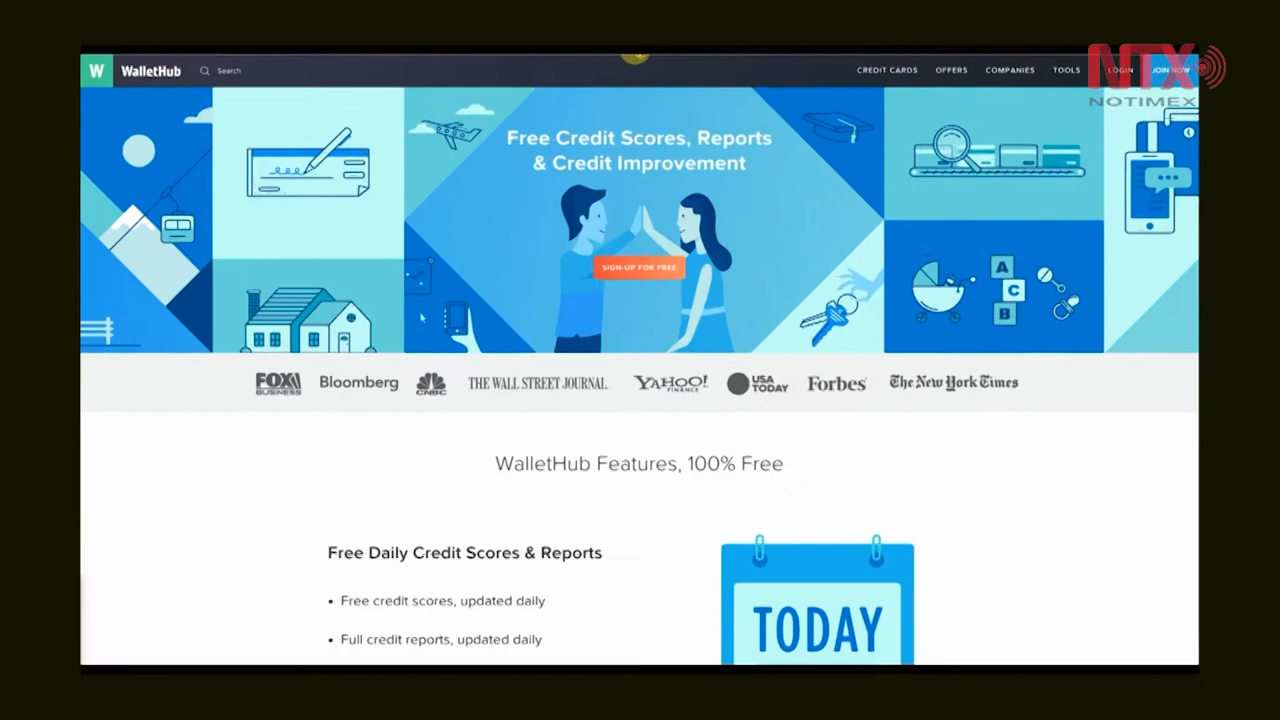 W WalletHub Search CREDIT CARDS OFFERS COMPANIES TOOLS LOGIN JOIN NOW
NTX
NOTIMEX
Free Credit Scores, Reports
& Credit Improvement
SIGN-UP FOR FREE
A
C
B
FOX BUSINESS Bloomberg CNBC THE WALL STREET JOURNAL. YAHOO! FINANCE USA TODAY Forbes The New York Times
WalletHub Features, 100% Free
Free Daily Credit Scores & Reports
• Free credit scores, updated daily
• Full credit reports, updated daily
TODAY